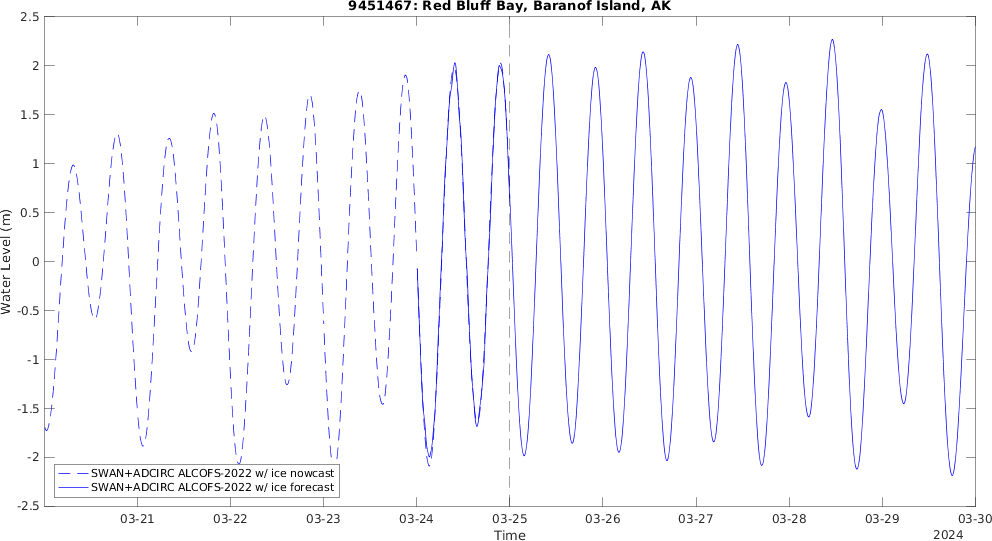 9451467: Red Bluff Bay, Baranof Island, AK
2.5
2
1.5
1
0.5
0
-0.5
-1
-1.5
-2
-2.5
Water Level (m)
SWAN+ADCIRC ALCOFS-2022 w/ ice nowcast
SWAN+ADCIRC ALCOFS-2022 w/ ice forecast
03-21 03-22 03-23 03-24 03-25 03-26 03-27 03-28 03-29 03-30
Time
2024